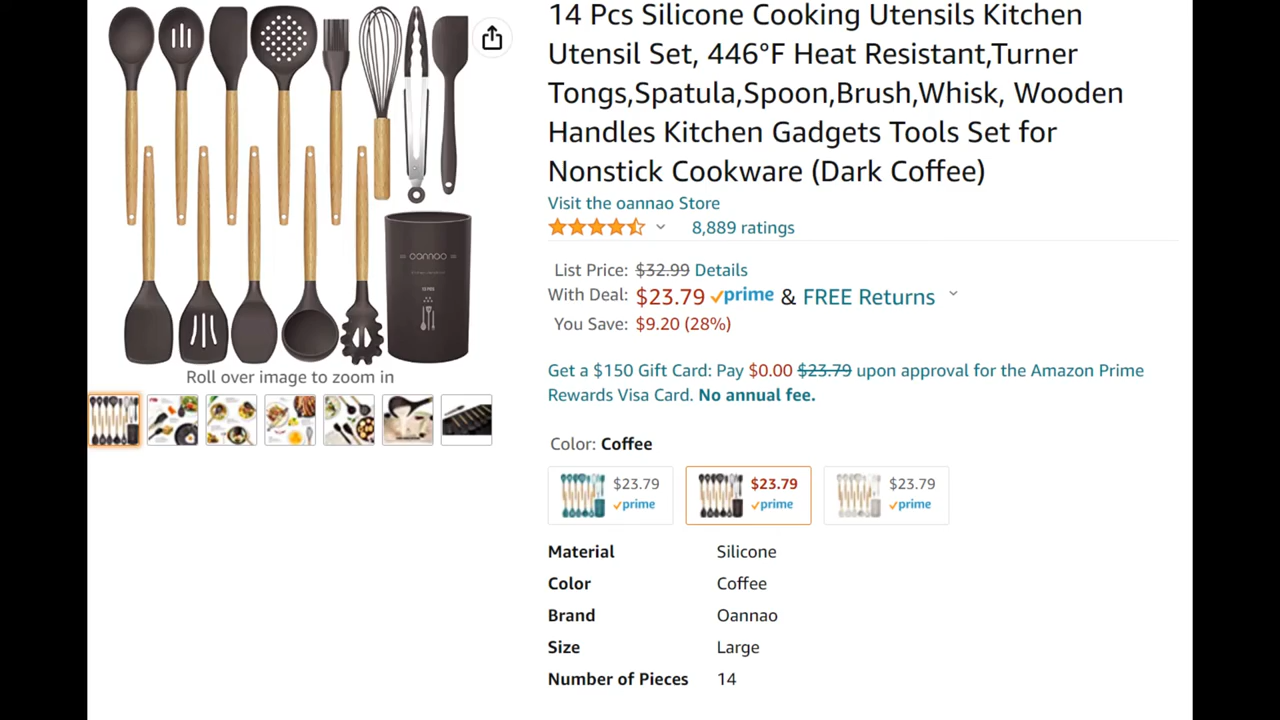 14 Pcs Silicone Cooking Utensils Kitchen
Utensil Set, 446°F Heat Resistant,Turner
Tongs,Spatula,Spoon,Brush,Whisk, Wooden
Handles Kitchen Gadgets Tools Set for
Nonstick Cookware (Dark Coffee)
Visit the oannao Store
8,889 ratings
List Price: $32.99 Details
With Deal: $23.79 prime & FREE Returns
You Save: $9.20 (28%)
oannao
Roll over image to zoom in
Get a $150 Gift Card: Pay $0.00 $23.79 upon approval for the Amazon Prime
Rewards Visa Card. No annual fee.
Color: Coffee
$23.79 $23.79 $23.79
prime prime prime
Material Silicone
Color Coffee
Brand Oannao
Size Large
Number of Pieces 14